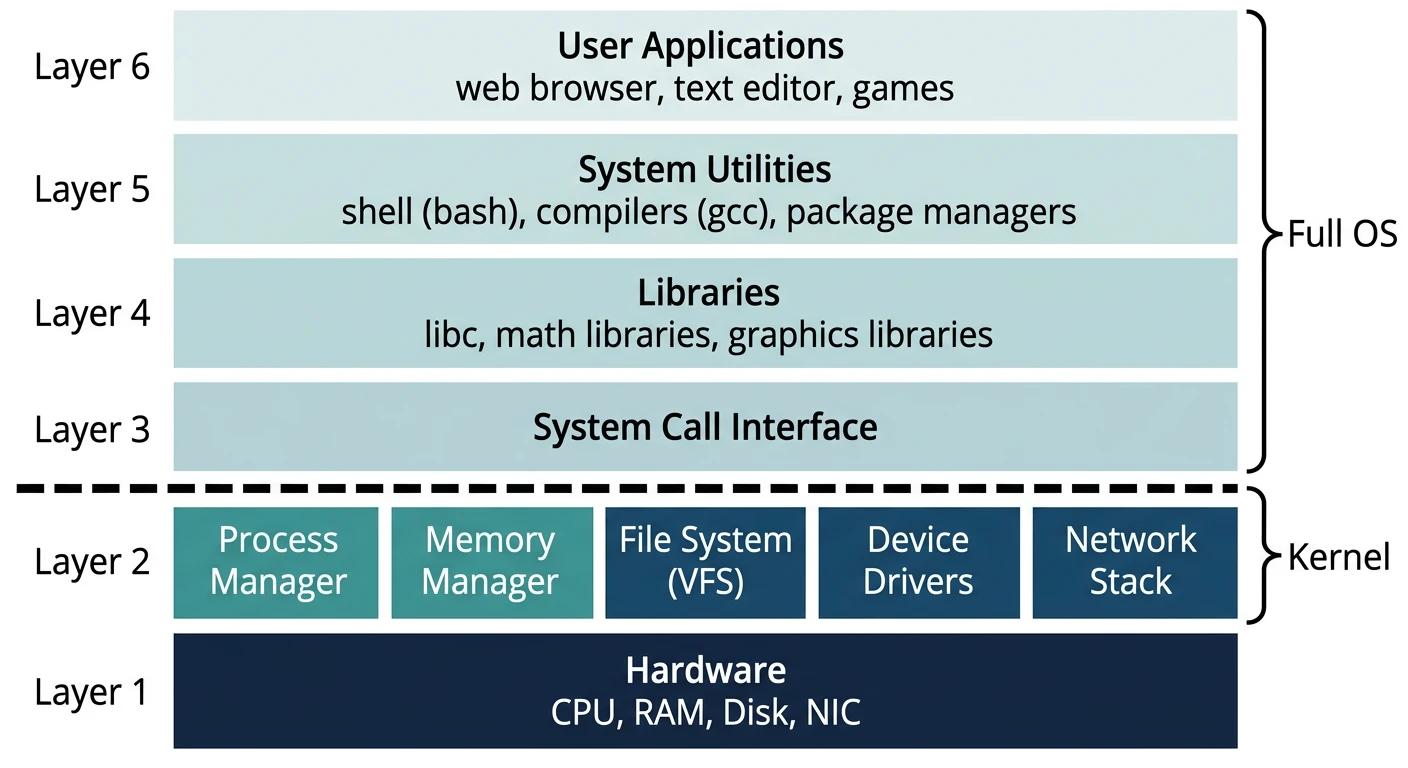 Layer 6
User Applications
web browser, text editor, games
Layer 5
System Utilities
shell (bash), compilers (gcc), package managers
Full OS
Layer 4
Libraries
libc, math libraries, graphics libraries
Layer 3
System Call Interface
Layer 2
Process
Manager
Memory
Manager
File System
(VFS)
Device
Drivers
Network
Stack
Kernel
Layer 1
Hardware
CPU, RAM, Disk, NIC